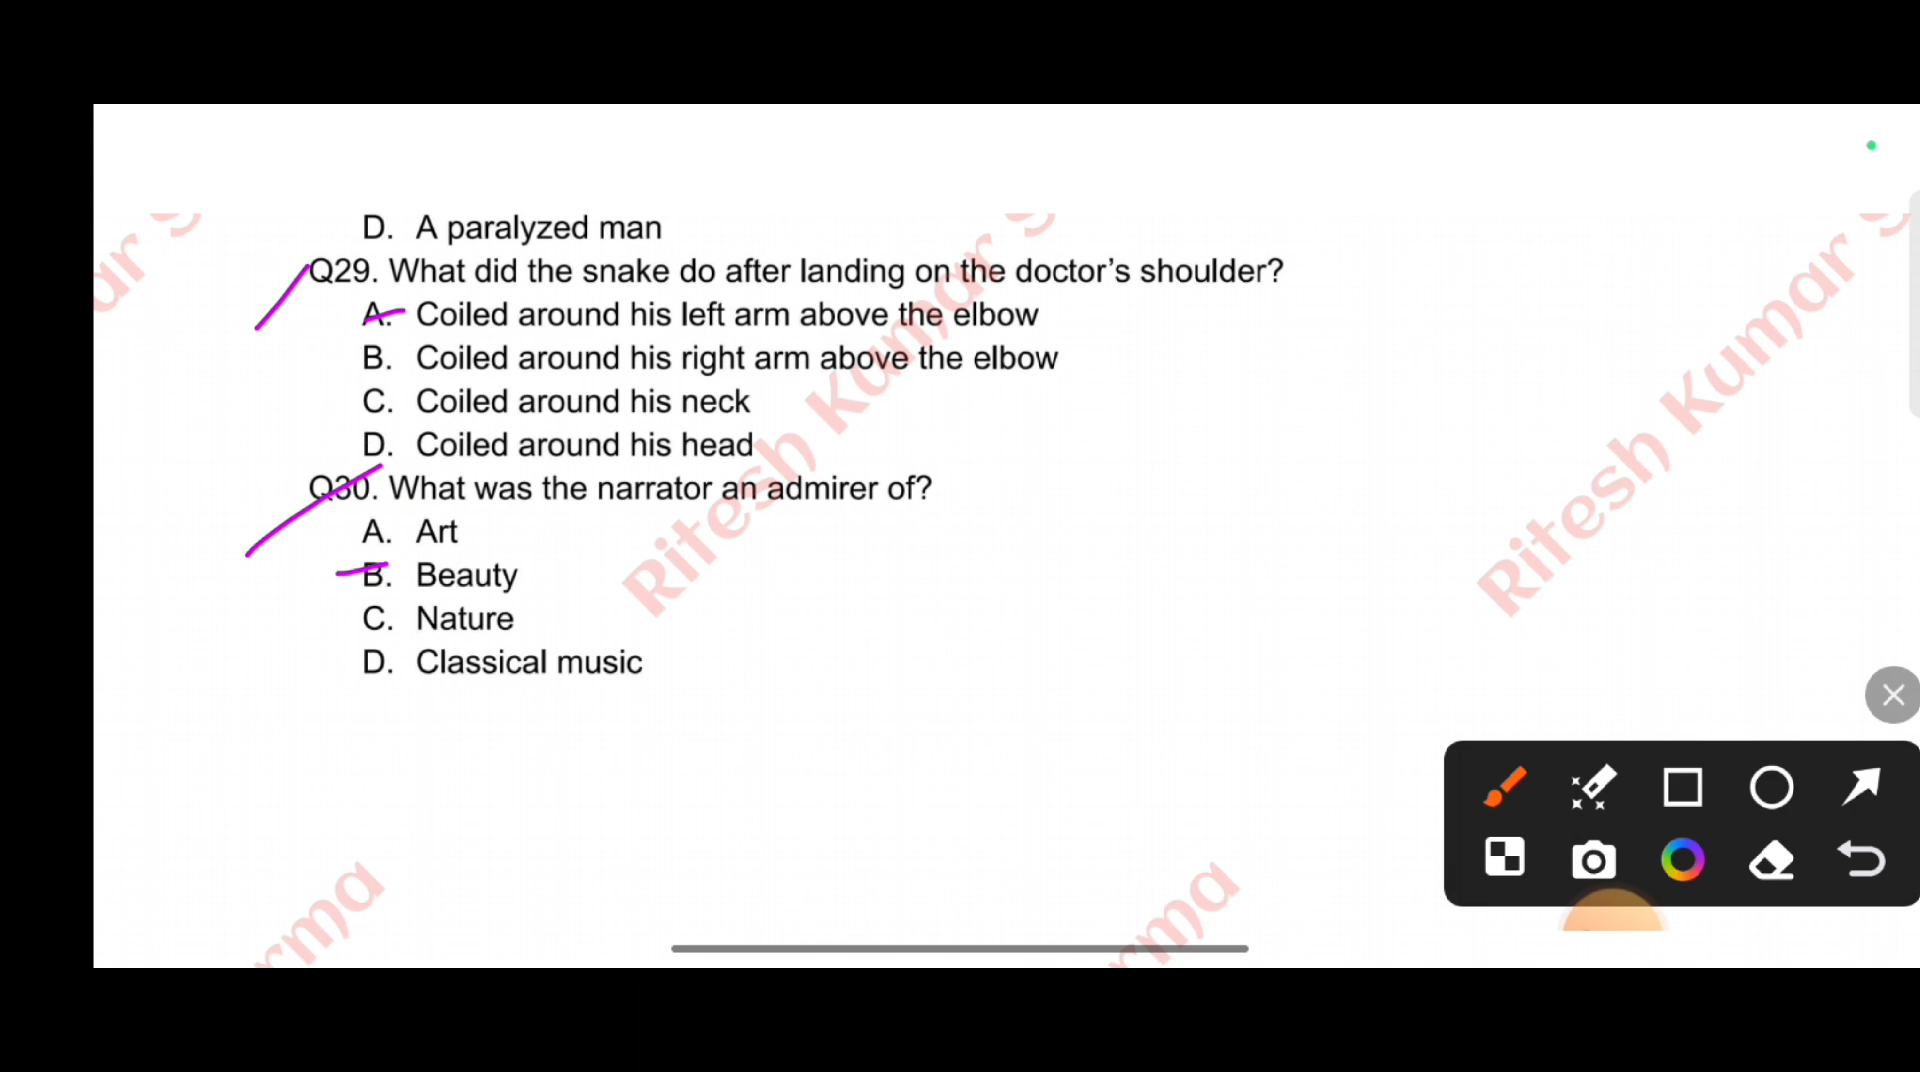 D. A paralyzed man
Q29. What did the snake do after landing on the doctor’s shoulder?
A. Coiled around his left arm above the elbow
B. Coiled around his right arm above the elbow
C. Coiled around his neck
D. Coiled around his head
Q30. What was the narrator an admirer of?
A. Art
B. Beauty
C. Nature
D. Classical music
Ritesh Kumar
Ritesh Kumar